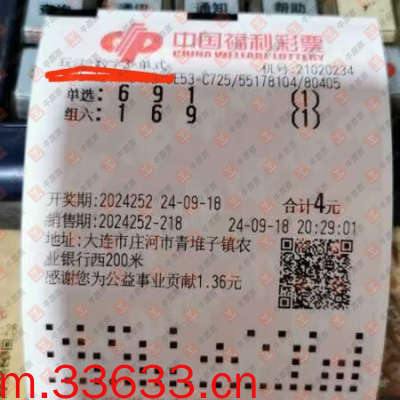 中国福利彩票
CHINA WELFARE LOTTERY
机号:21020234
E53-C725/65178104/80405
单选: 6 9 1 (1)
组六: 1 6 9 (1)
开奖期:2024252 24-09-18 合计4元
销售期:2024252-218 24-09-18 20:29:01
地址:大连市庄河市青堆子镇农
业银行西200米
感谢您为公益事业贡献1.36元
m.33633.cn